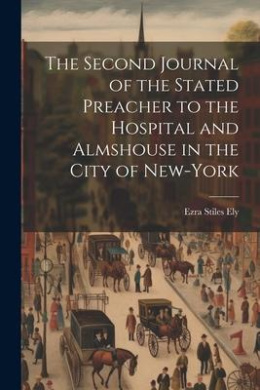 The Second Journal
of the Stated
Preacher to the
Hospital and
Almshouse in the
City of New-York
Ezra Stiles Ely